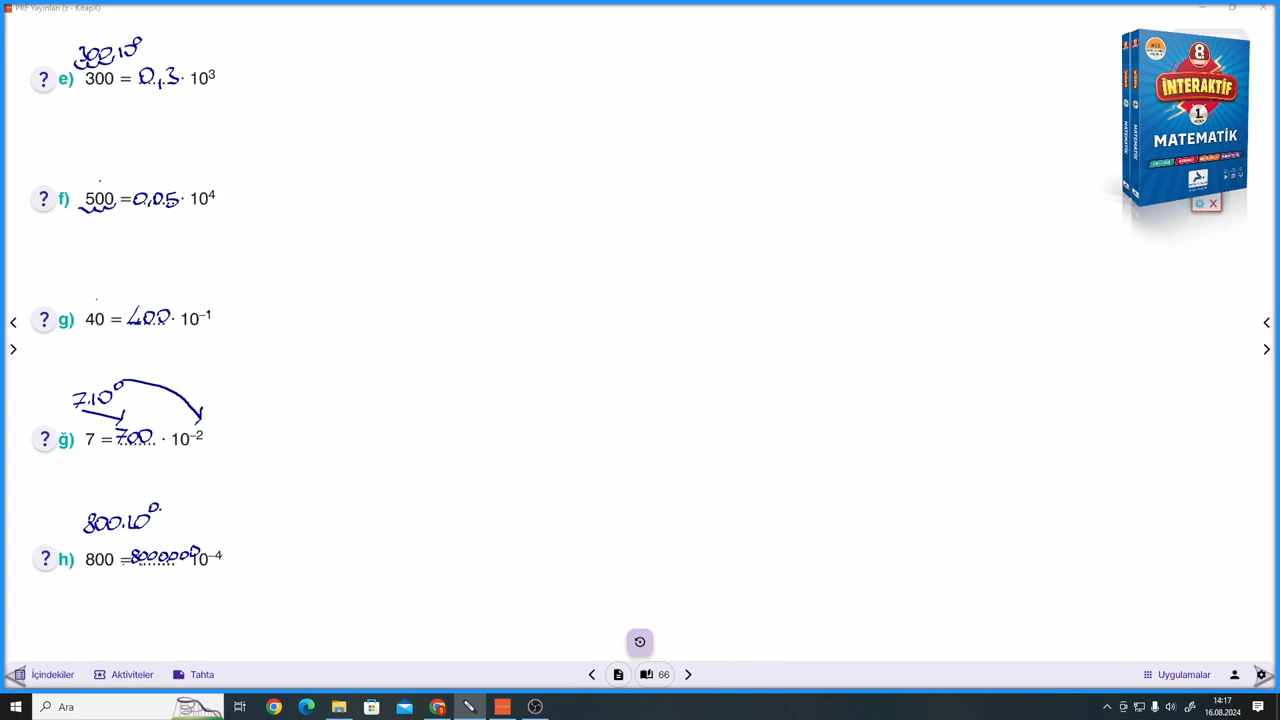 PRF Yayınları (z - KitapX)
300.10⁰
? e) 300 = 0,3 · 10³
? f) 500 = 0,05 · 10⁴
? g) 40 = 400 · 10⁻¹
7.10⁰
? ğ) 7 = 700 · 10⁻²
800.10⁰
? h) 800 = 8000000 10⁻⁴
8.
İNTERAKTİF
1.
MATEMATİK
İçindekiler Aktiviteler Tahta 66 Uygulamalar
Ara
14:17
16.08.2024